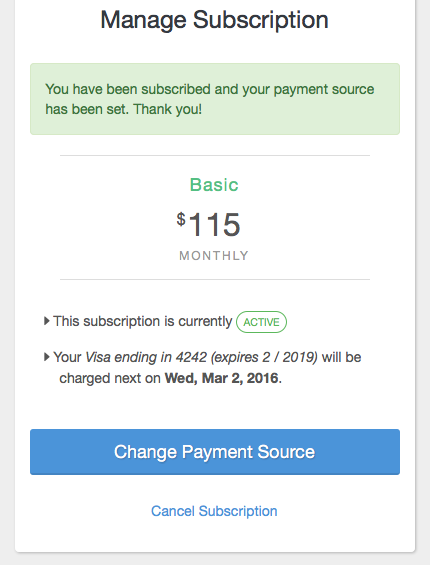 Manage Subscription
You have been subscribed and your payment source
has been set. Thank you!
Basic
$115
MONTHLY
This subscription is currently ACTIVE
Your Visa ending in 4242 (expires 2 / 2019) will be
charged next on Wed, Mar 2, 2016.
Change Payment Source
Cancel Subscription